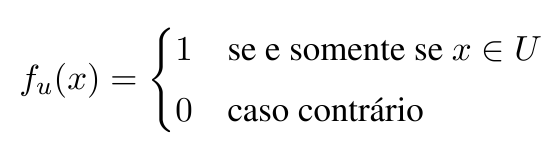 f_u(x) = { 1 se e somente se x ∈ U
0 caso contrário